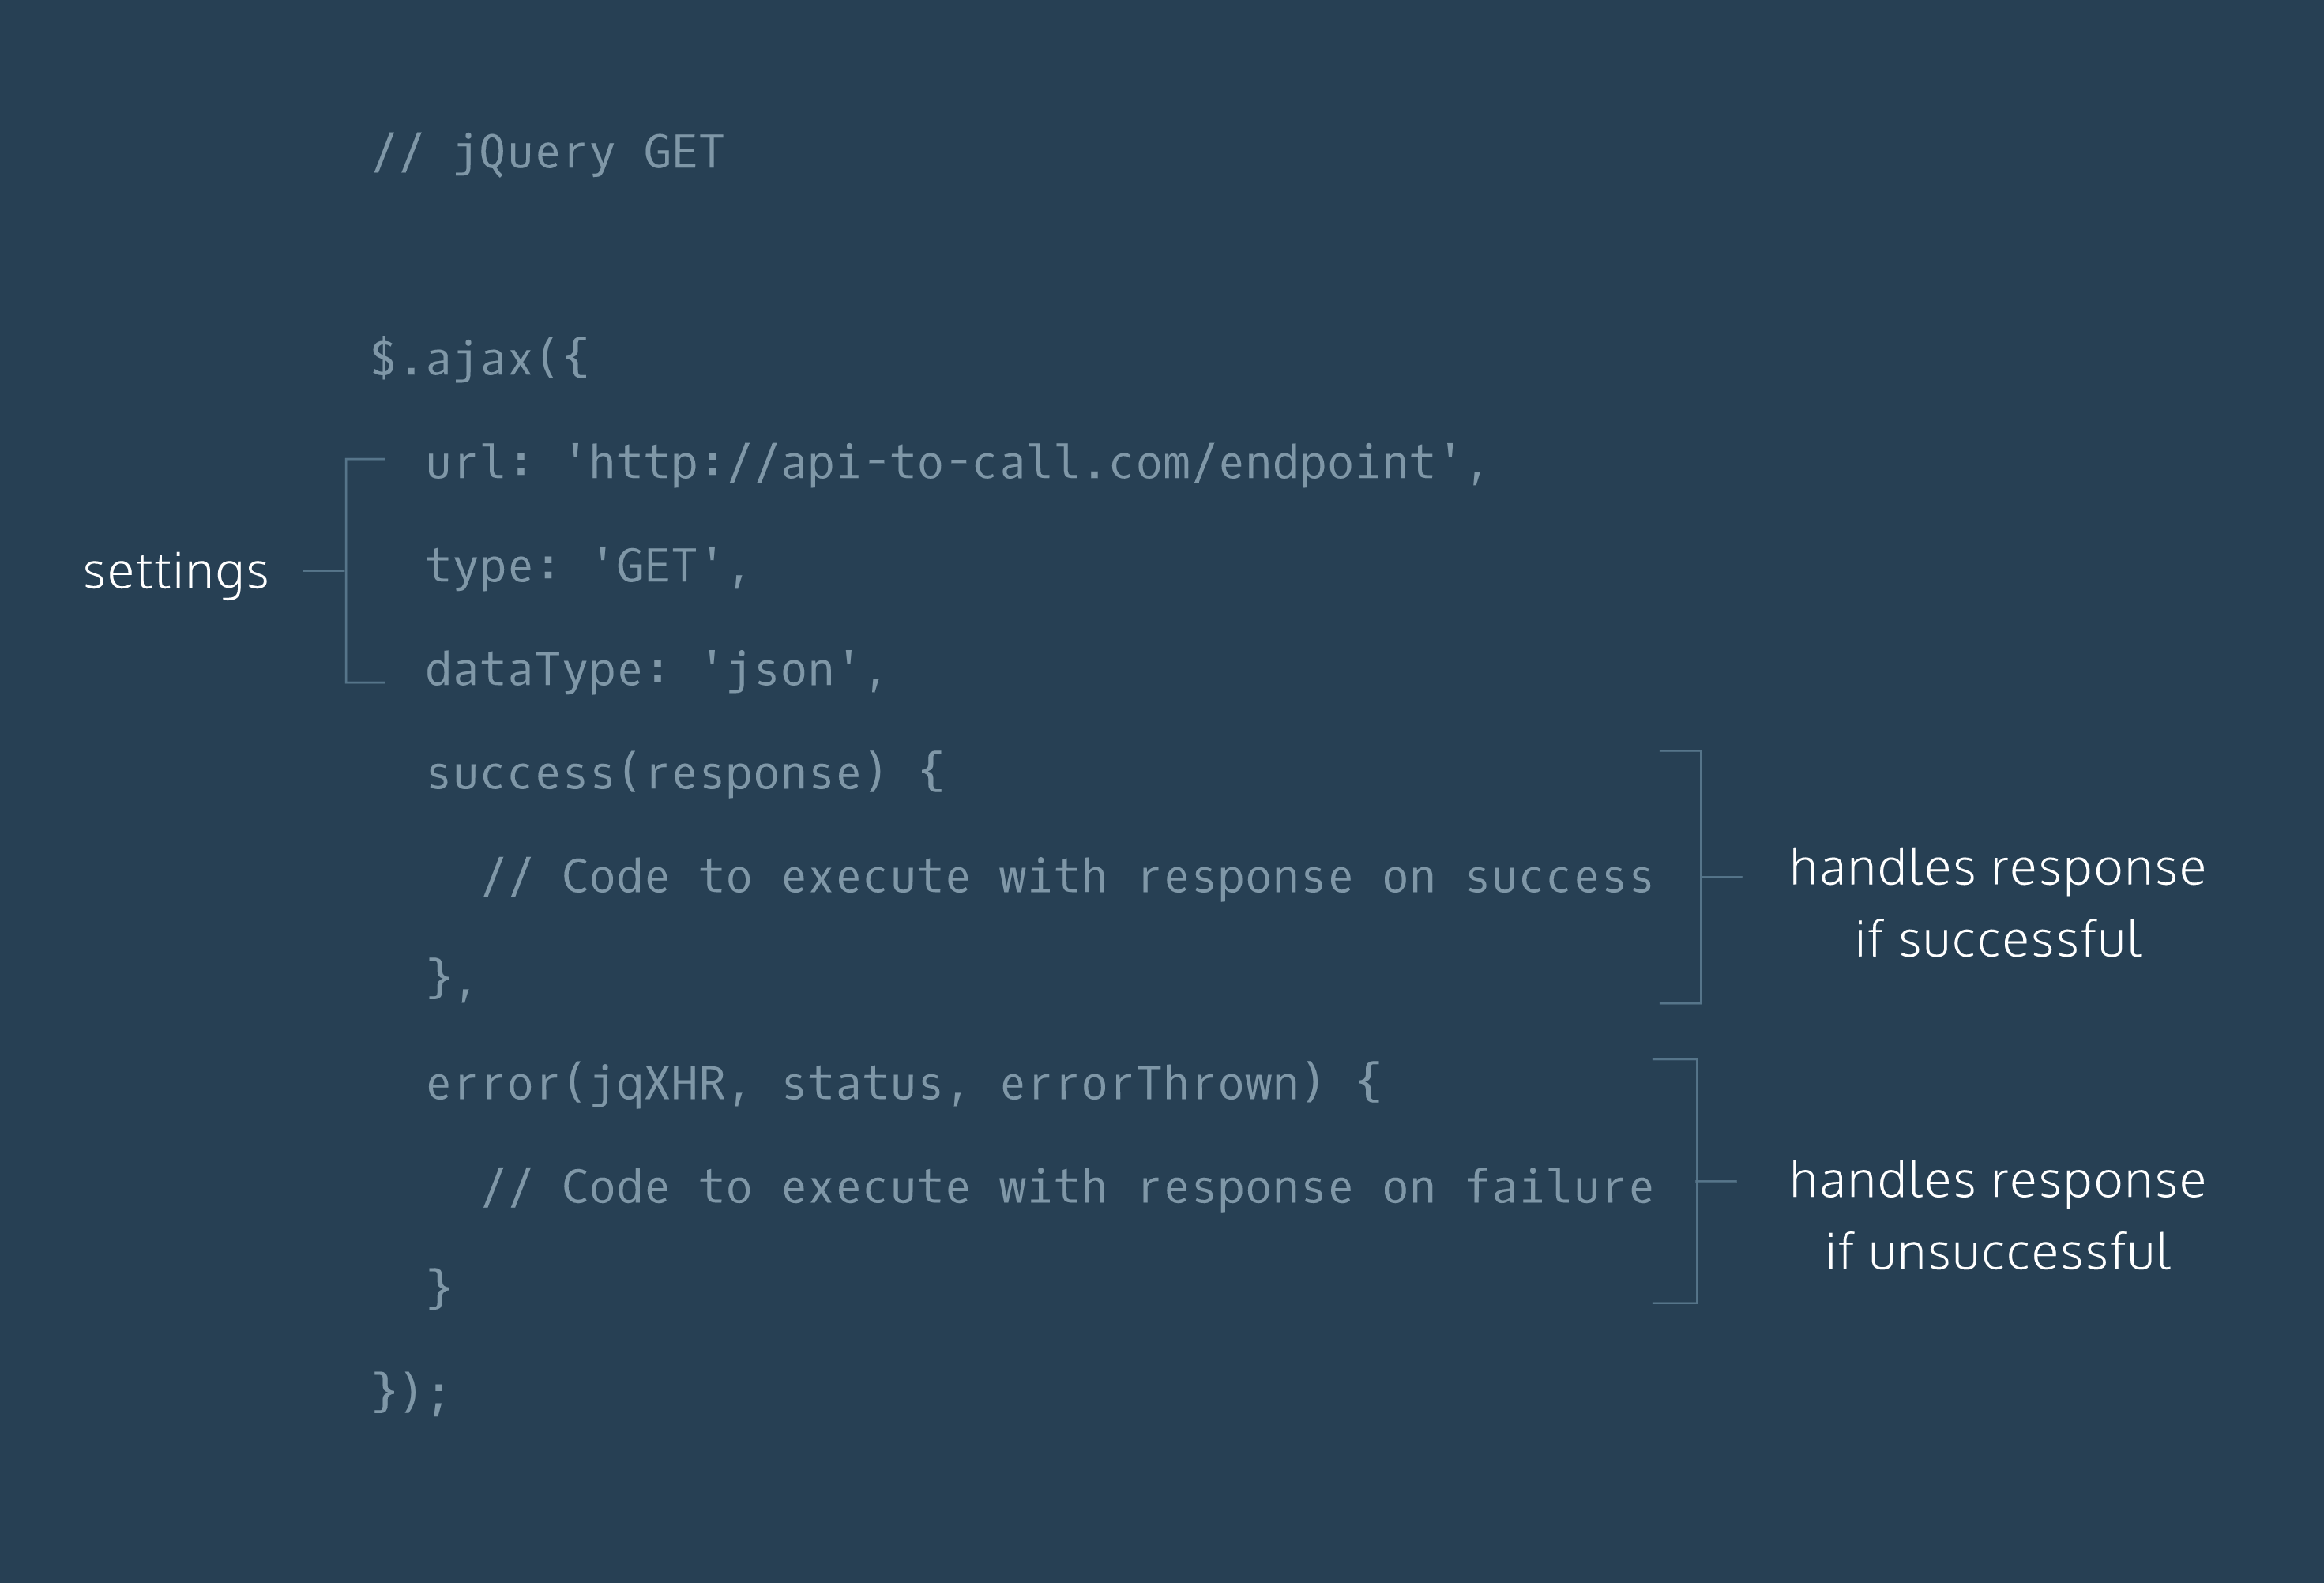 // jQuery GET
$.ajax({
url: 'http://api-to-call.com/endpoint',
type: 'GET',
settings
dataType: 'json',
success(response) {
// Code to execute with response on success
handles response
if successful
},
error(jqXHR, status, errorThrown) {
// Code to execute with response on failure
handles response
if unsuccessful
}
});